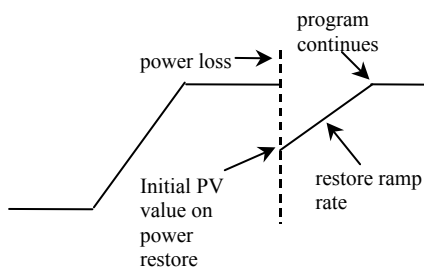 program
continues
power loss
Initial PV
value on
power
restore
restore ramp
rate